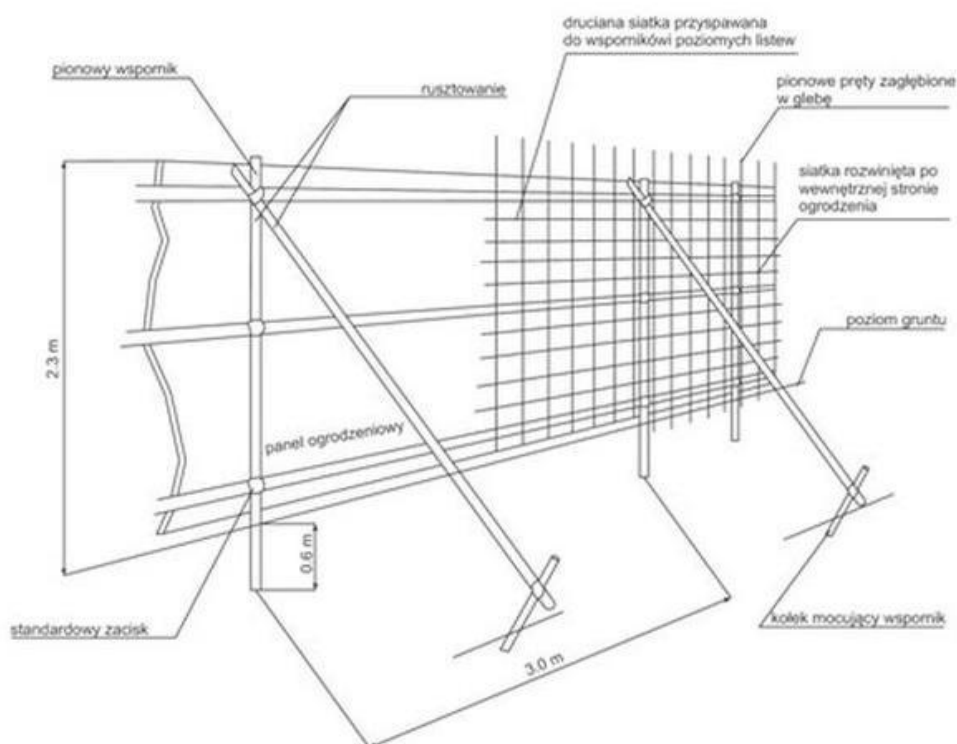 druciana siatka przyspawana
do wspornikówi poziomych listew
pionowy wspornik
rusztowanie
pionowe pręty zagłębione
w glebę
siatka rozwinięta po
wewnętrznej stronie
ogrodzenia
poziom gruntu
2.3 m
panel ogrodzeniowy
0.6 m
standardowy zacisk
3.0 m
kołek mocujący wspornik